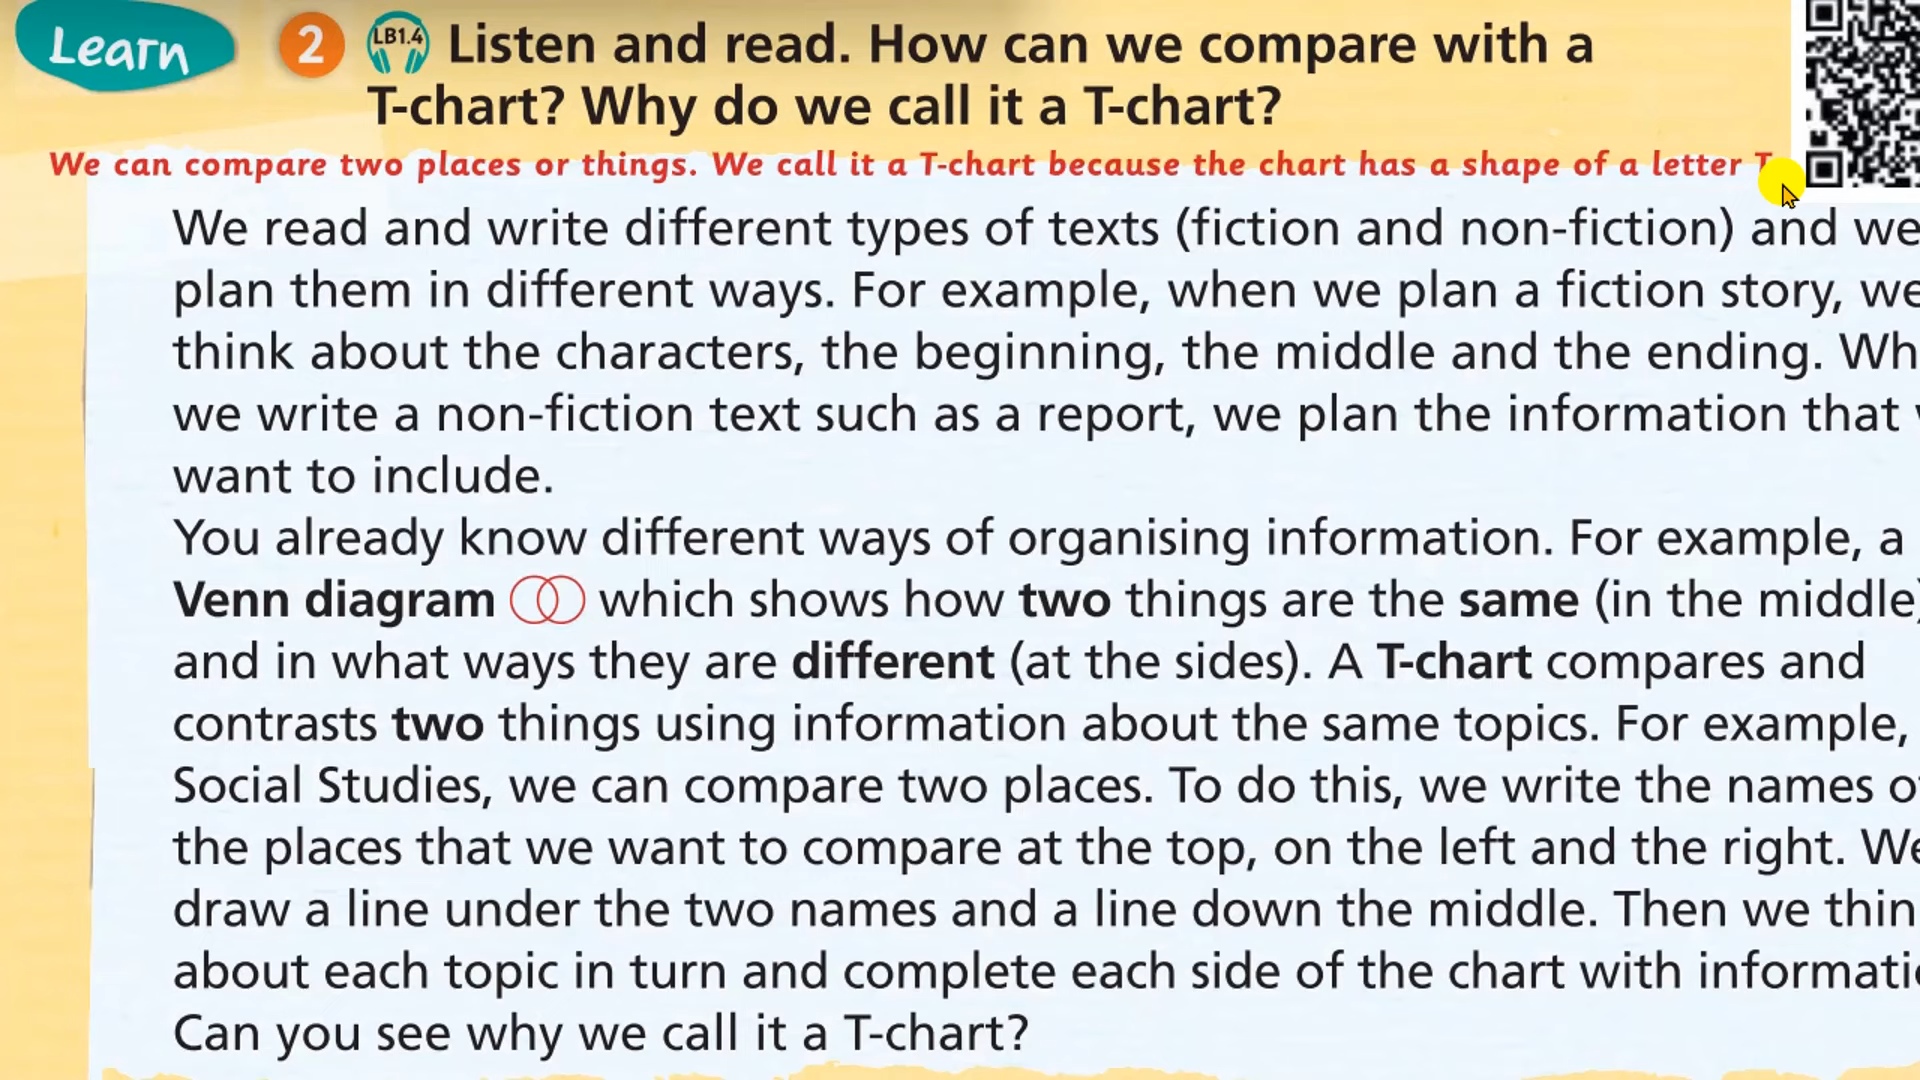 Learn
2 LB1.4 Listen and read. How can we compare with a
T-chart? Why do we call it a T-chart?
We can compare two places or things. We call it a T-chart because the chart has a shape of a letter T
We read and write different types of texts (fiction and non-fiction) and we
plan them in different ways. For example, when we plan a fiction story, we
think about the characters, the beginning, the middle and the ending. Wh
we write a non-fiction text such as a report, we plan the information that
want to include.
You already know different ways of organising information. For example, a
Venn diagram which shows how two things are the same (in the middle)
and in what ways they are different (at the sides). A T-chart compares and
contrasts two things using information about the same topics. For example,
Social Studies, we can compare two places. To do this, we write the names of
the places that we want to compare at the top, on the left and the right. We
draw a line under the two names and a line down the middle. Then we thin
about each topic in turn and complete each side of the chart with informati
Can you see why we call it a T-chart?